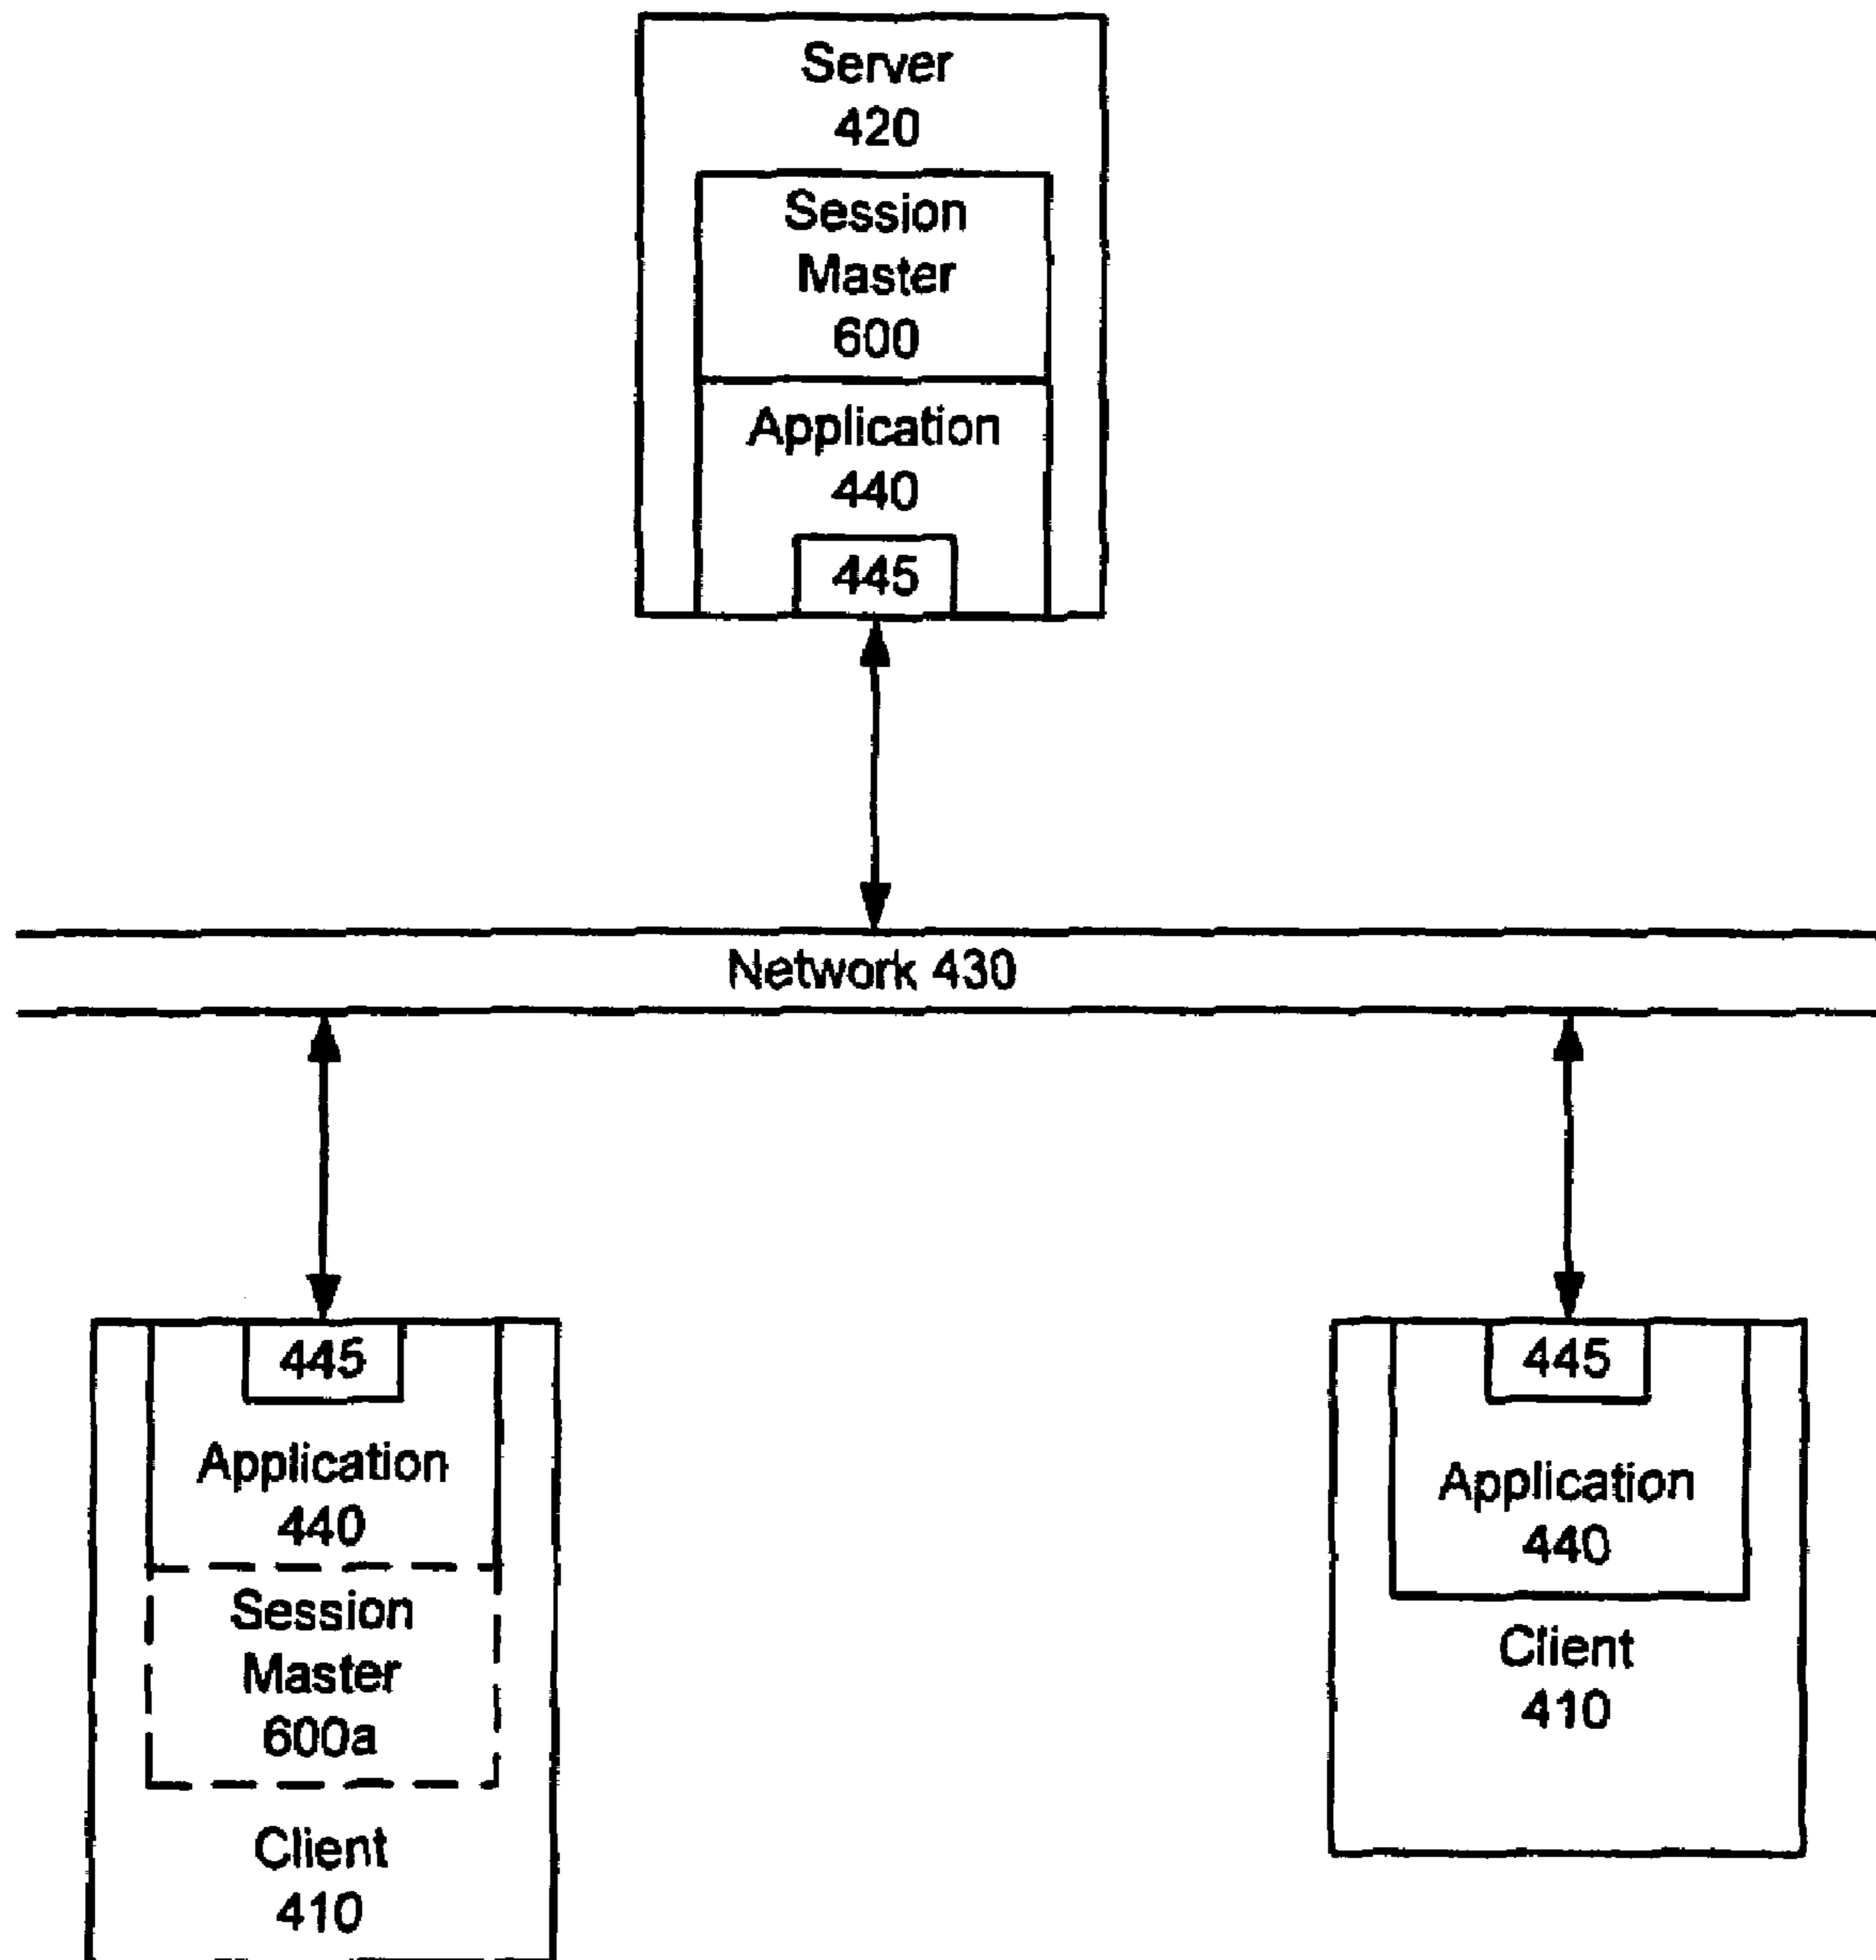 Server
420
Session
Master
600
Application
440
445
Network 430
445
Application
440
Session
Master
600a
Client
410
445
Application
440
Client
410